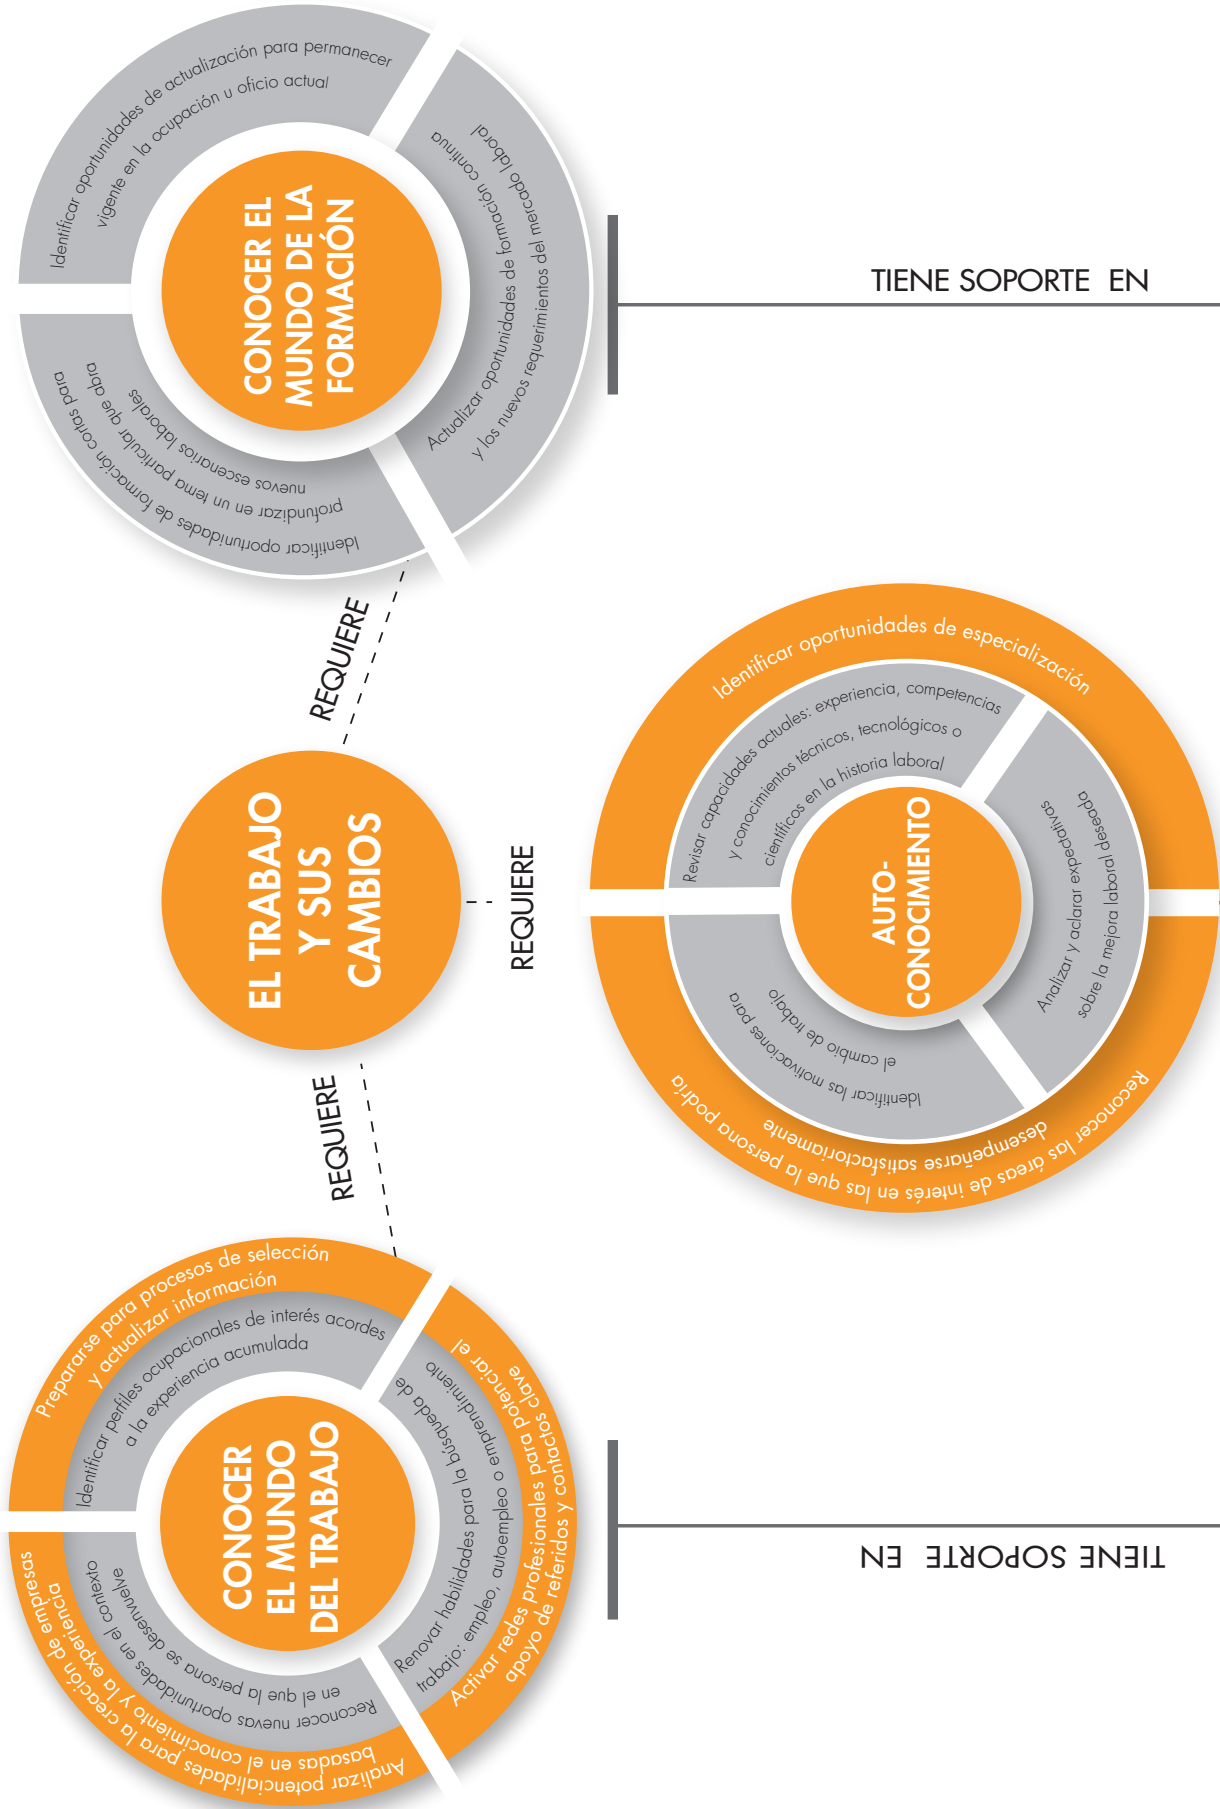 EL TRABAJO
Y SUS
CAMBIOS
REQUIERE
REQUIERE
REQUIERE
CONOCER
EL MUNDO
DEL TRABAJO
Prepararse para procesos de selección
y actualizar información
Identificar perfiles ocupacionales de interés acordes
a la experiencia acumulada
Renovar habilidades para la búsqueda de
trabajo: empleo, autoempleo o emprendimiento
Activar redes profesionales para potenciar el
apoyo de referidos y contactos clave
Reconocer nuevas oportunidades en el contexto
en el que la persona se desenvuelve
Analizar potencialidades para la creación de empresas
basadas en el conocimiento y la experiencia
TIENE SOPORTE EN
AUTO-
CONOCIMIENTO
Identificar oportunidades de especialización
Revisar capacidades actuales: experiencia, competencias
y conocimientos técnicos, tecnológicos o
científicos en la historia laboral
Analizar y aclarar expectativas
sobre la mejora laboral deseada
Identificar las motivaciones para
el cambio de trabajo
Reconocer las áreas de interés en las que la persona podría
desempeñarse satisfactoriamente
CONOCER EL
MUNDO DE LA
FORMACIÓN
Identificar oportunidades de actualización para permanecer
vigente en la ocupación u oficio actual
Actualizar oportunidades de formación continua
y los nuevos requerimientos del mercado laboral
Identificar oportunidades de formación cortas para
profundizar en un tema particular que abra
nuevos escenarios laborales
TIENE SOPORTE EN